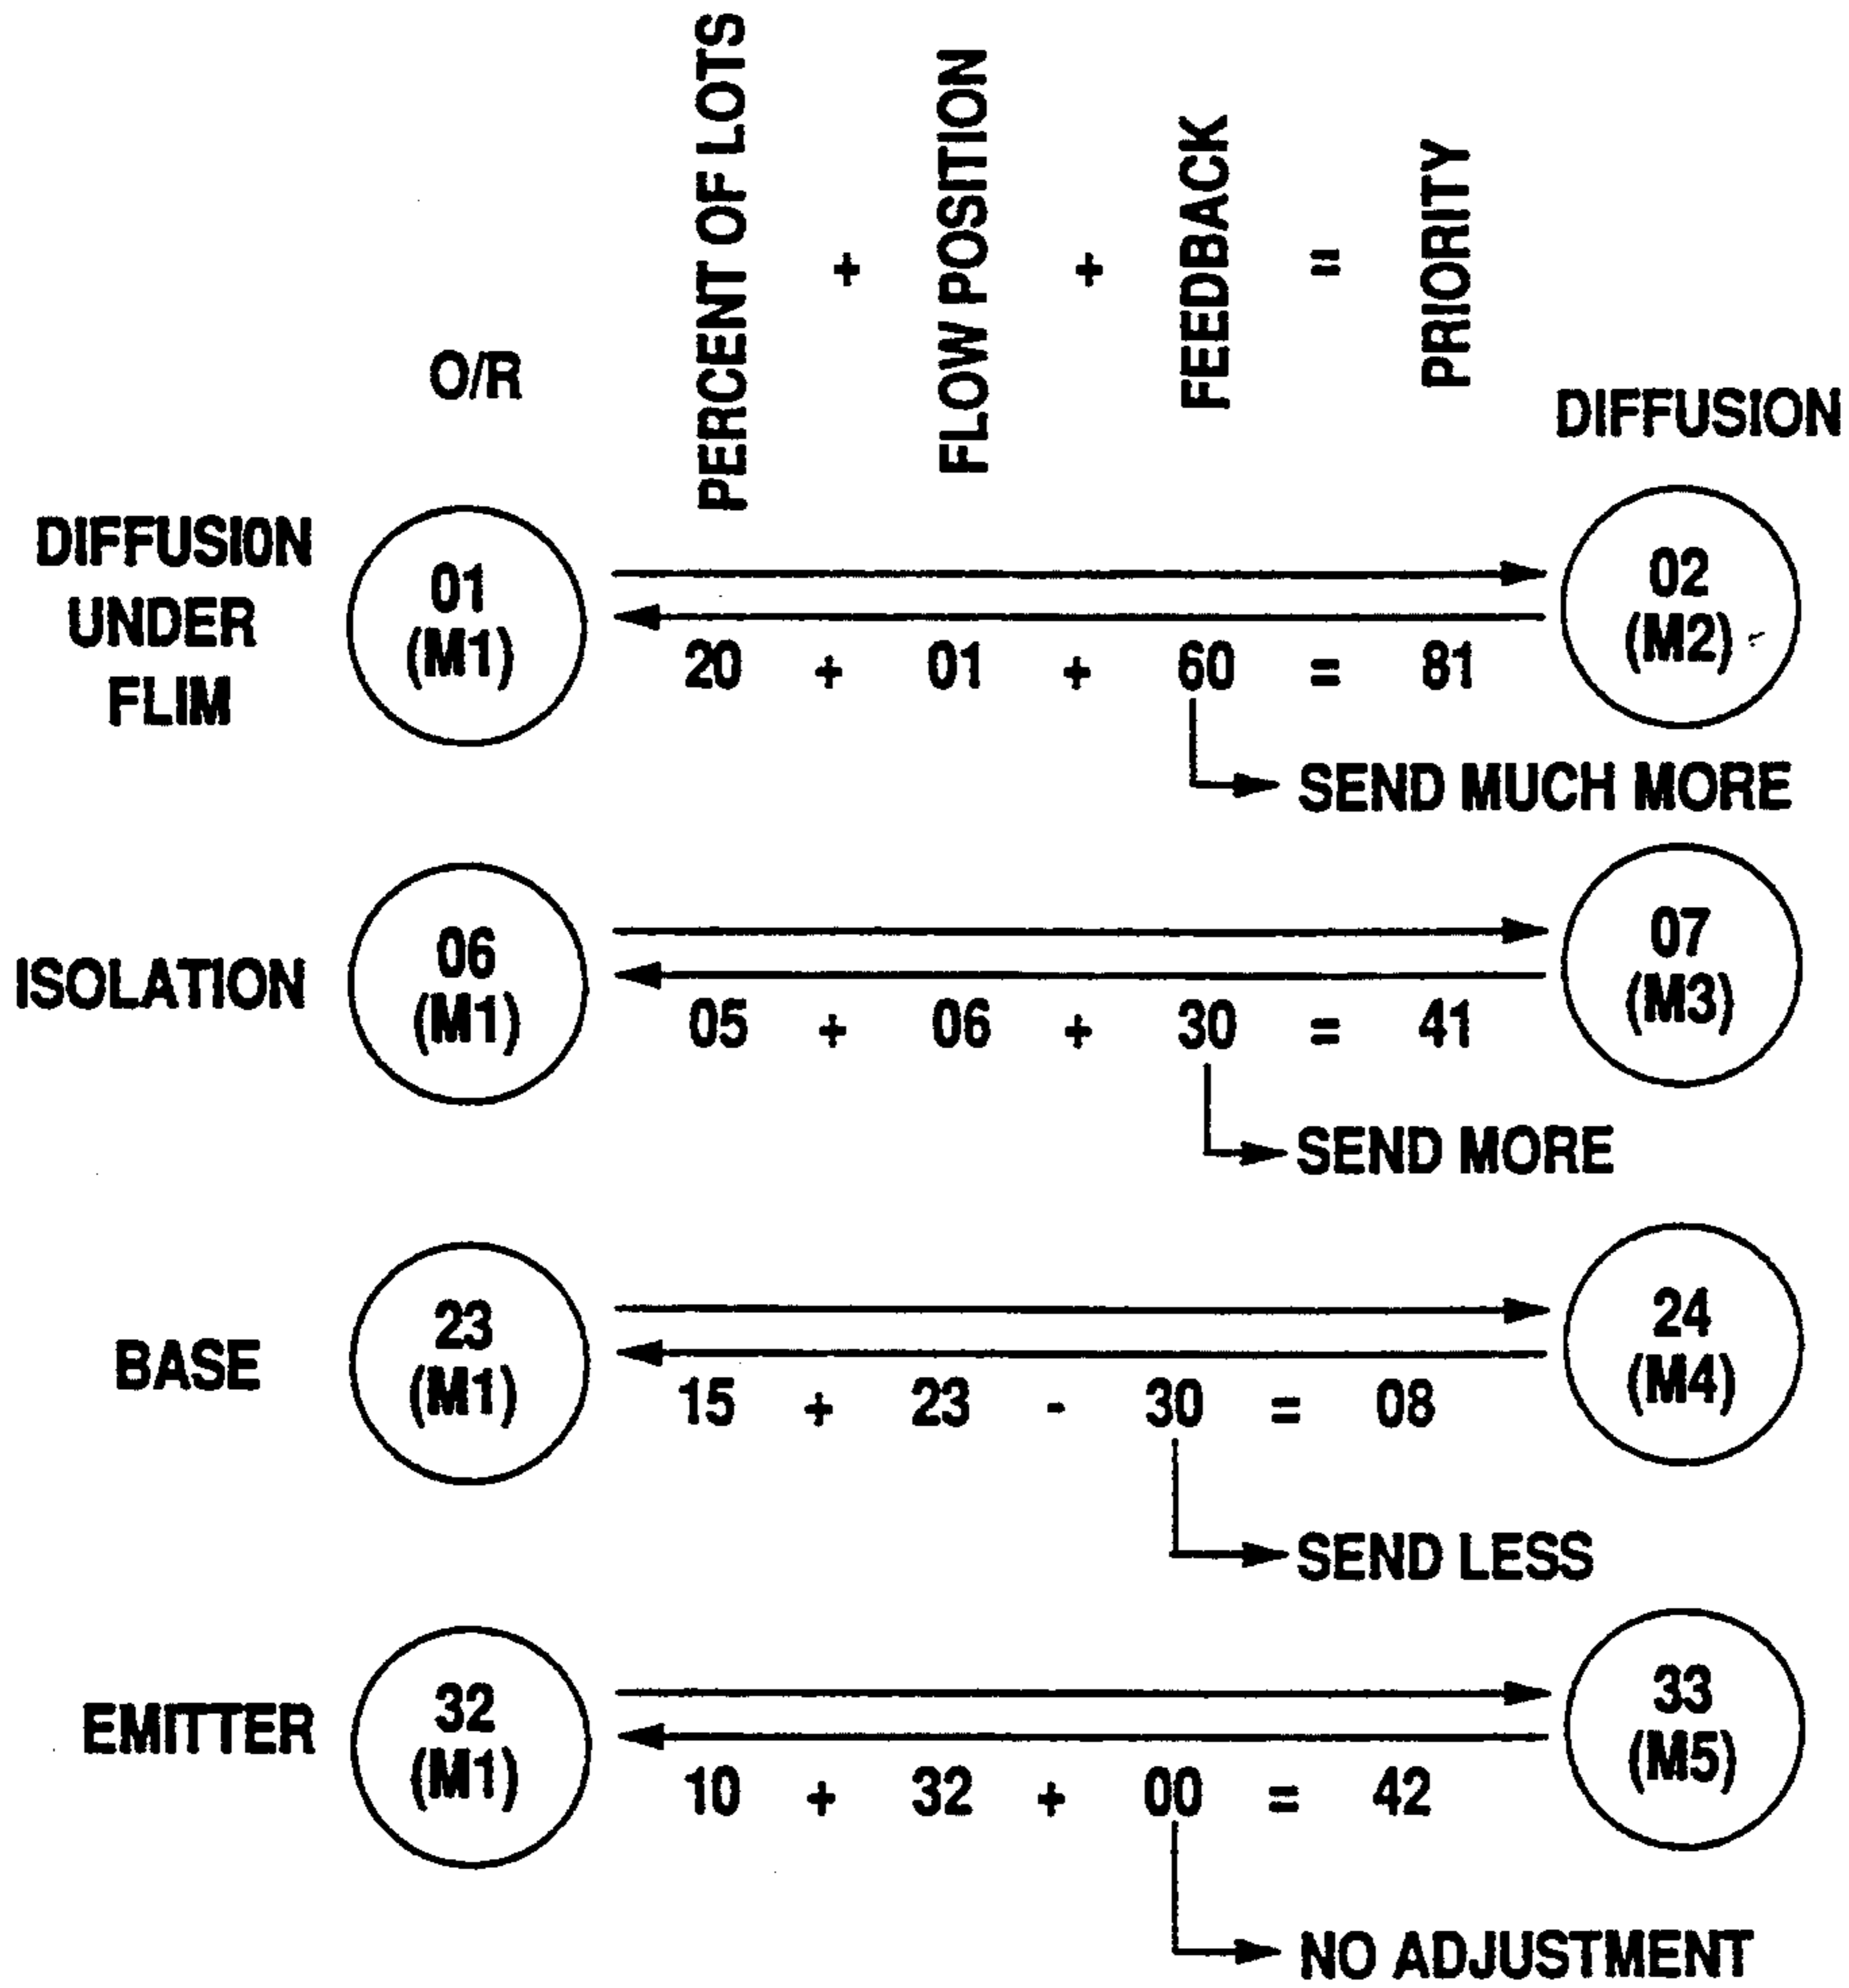 PERCENT OF LOTS
+
FLOW POSITION
+
FEEDBACK
=
PRIORITY
O/R
DIFFUSION
DIFFUSION
UNDER
FLIM
01
(M1)
02
(M2)
20 + 01 + 60 = 81
SEND MUCH MORE
ISOLATION
06
(M1)
07
(M3)
05 + 06 + 30 = 41
SEND MORE
BASE
23
(M1)
24
(M4)
15 + 23 - 30 = 08
SEND LESS
EMITTER
32
(M1)
33
(M5)
10 + 32 + 00 = 42
NO ADJUSTMENT